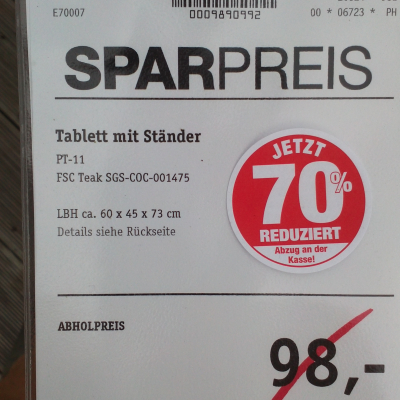 E70007
0009890992
00 * 06723 * PH
SPARPREIS
Tablett mit Ständer
PT-11
FSC Teak SGS-COC-001475
LBH ca. 60 x 45 x 73 cm
Details siehe Rückseite
JETZT
70%
REDUZIERT
Abzug an der
Kasse!
ABHOLPREIS
98,-